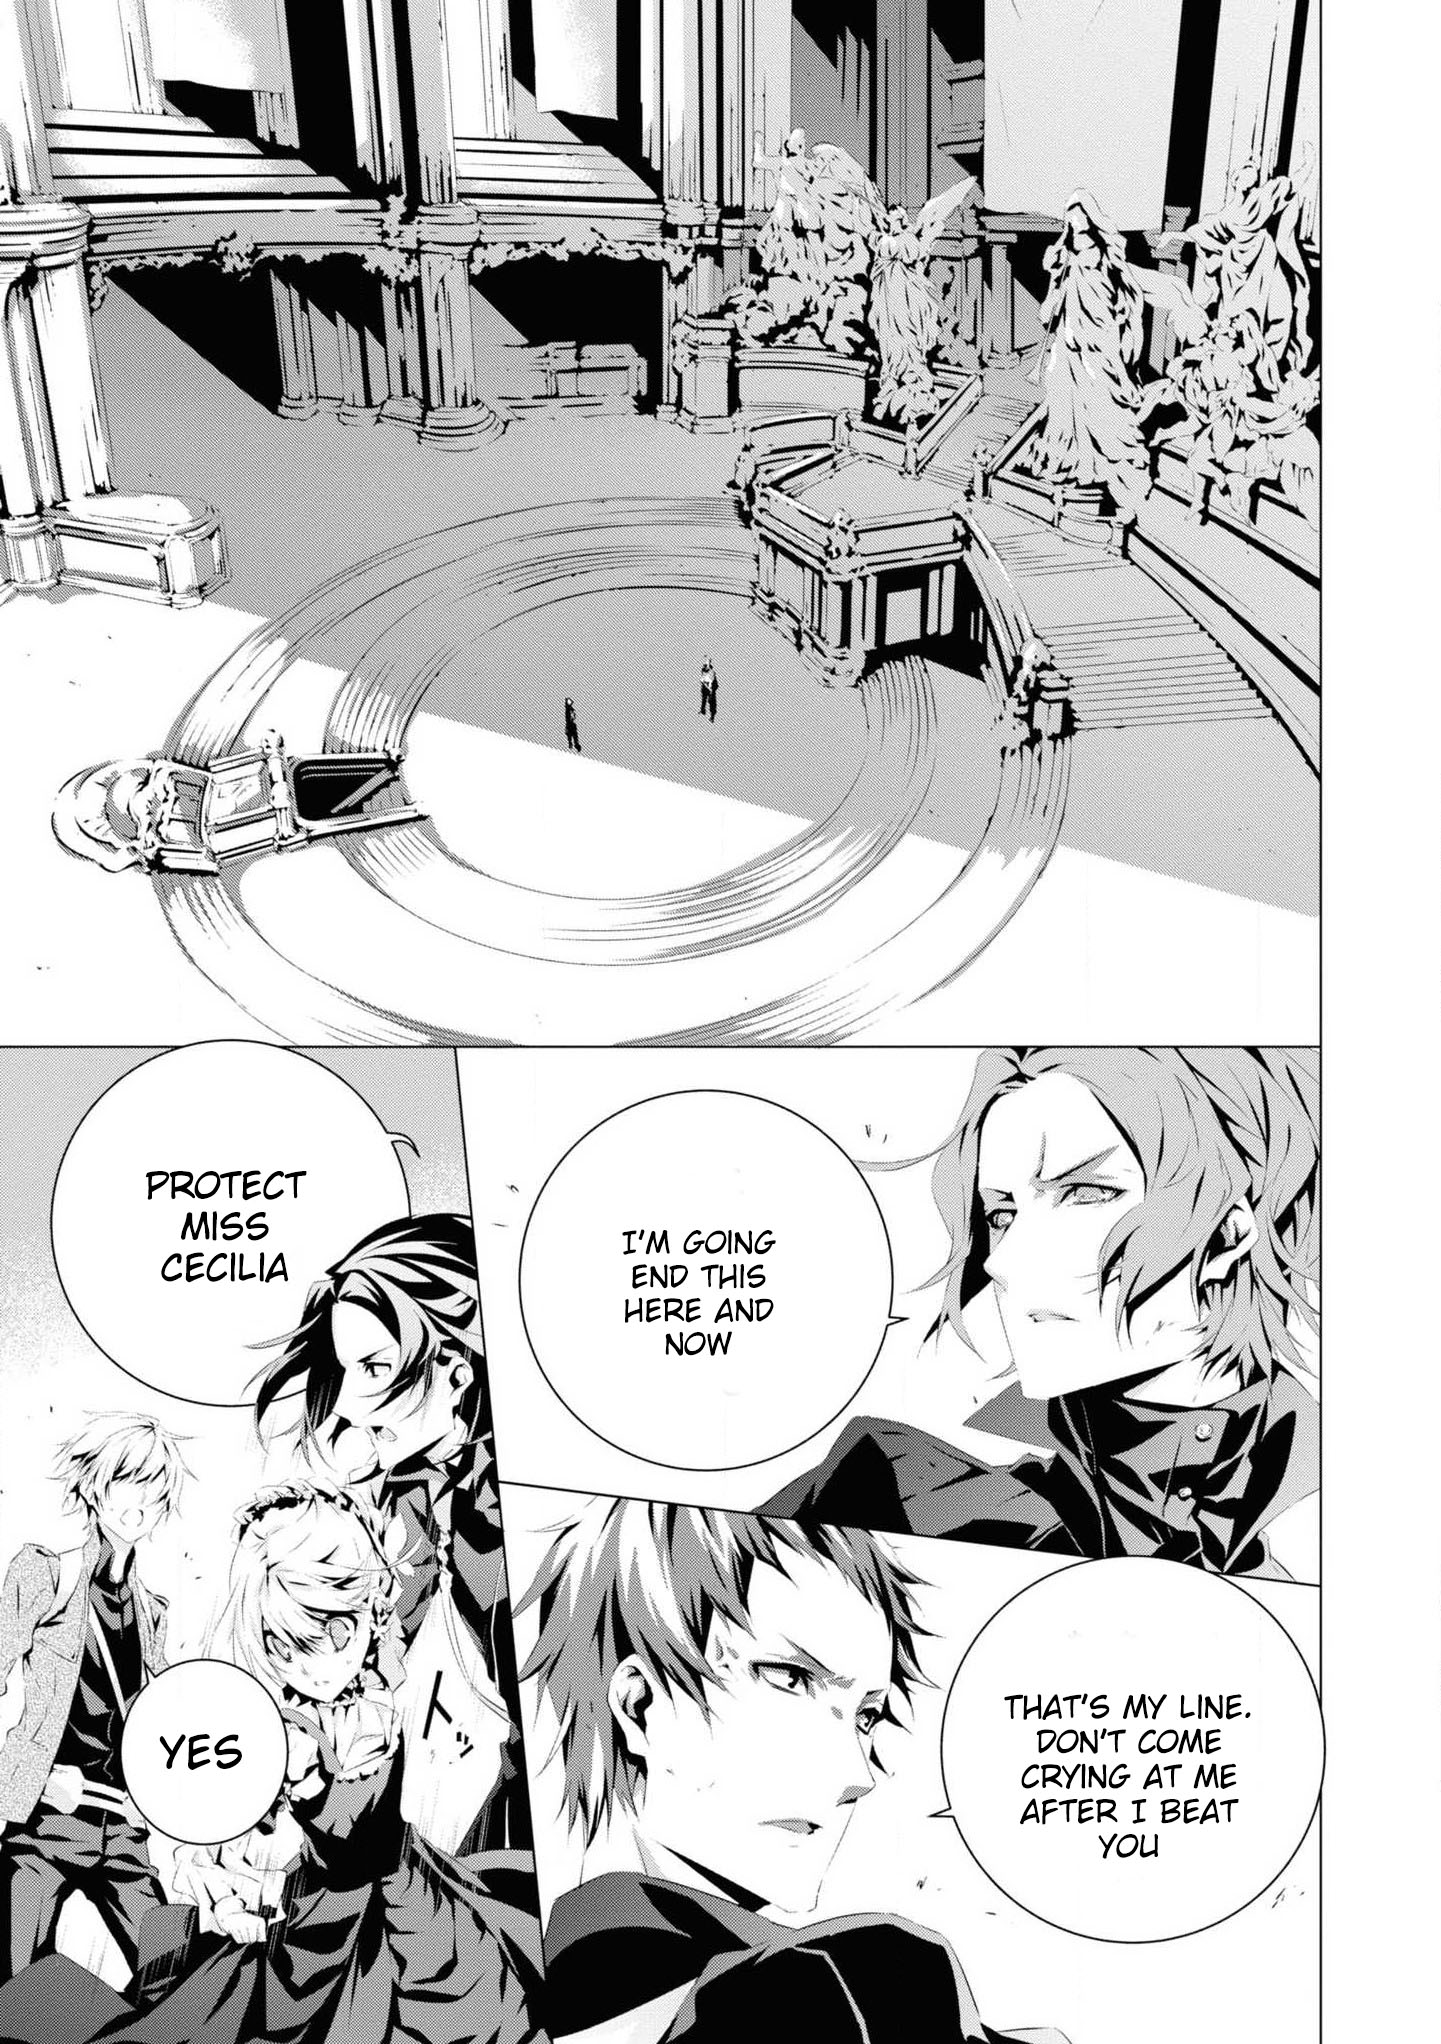 I'M GOING
END THIS
HERE AND
NOW
THAT'S MY LINE.
DON'T COME
CRYING AT ME
AFTER I BEAT
YOU
PROTECT
MISS
CECILIA
YES